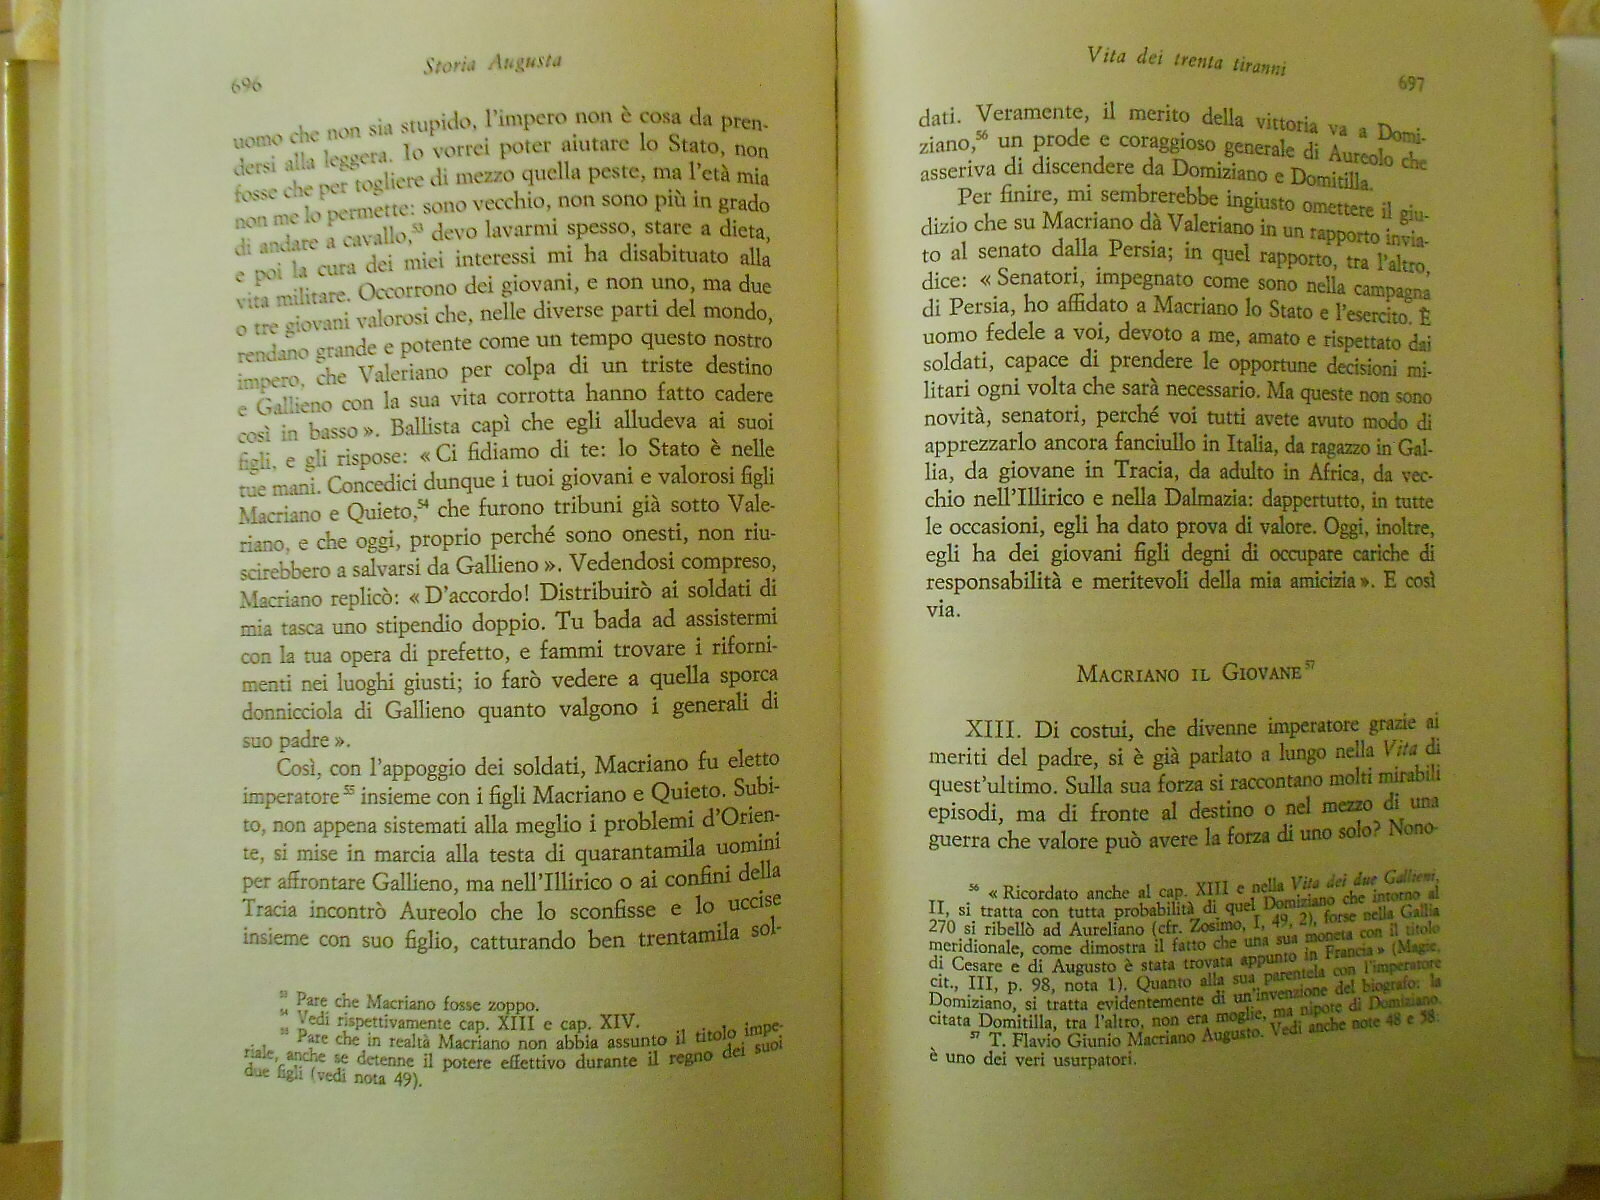 696
Storia Augusta
uomo che non sia stupido, l'impero non è cosa da pren-
dersi alla leggera. Io vorrei poter aiutare lo Stato, non
fosse che per togliere di mezzo quella peste, ma l'età mia
non me lo permette: sono vecchio, non sono più in grado
di andare a cavallo,⁵³ devo lavarmi spesso, stare a dieta,
e poi la cura dei miei interessi mi ha disabituato alla
vita militare. Occorrono dei giovani, e non uno, ma due
o tre giovani valorosi che, nelle diverse parti del mondo,
rendano grande e potente come un tempo questo nostro
impero, che Valeriano per colpa di un triste destino
e Gallieno con la sua vita corrotta hanno fatto cadere
così in basso ». Ballista capì che egli alludeva ai suoi
figli, e gli rispose: « Ci fidiamo di te: lo Stato è nelle
tue mani. Concedici dunque i tuoi giovani e valorosi figli
Macriano e Quieto,⁵⁴ che furono tribuni già sotto Vale-
riano, e che oggi, proprio perché sono onesti, non riu-
scirebbero a salvarsi da Gallieno ». Vedendosi compreso,
Macriano replicò: « D'accordo! Distribuirò ai soldati di
mia tasca uno stipendio doppio. Tu bada ad assistermi
con la tua opera di prefetto, e fammi trovare i riforni-
menti nei luoghi giusti; io farò vedere a quella sporca
donnicciola di Gallieno quanto valgono i generali di
suo padre ».
Così, con l'appoggio dei soldati, Macriano fu eletto
imperatore⁵⁵ insieme con i figli Macriano e Quieto. Subi-
to, non appena sistemati alla meglio i problemi d'Orien-
te, si mise in marcia alla testa di quarantamila uomini
per affrontare Gallieno, ma nell'Illirico o ai confini della
Tracia incontrò Aureolo che lo sconfisse e lo uccise
insieme con suo figlio, catturando ben trentamila sol-
⁵³ Pare che Macriano fosse zoppo.
⁵⁴ Vedi rispettivamente cap. XIII e cap. XIV.
⁵⁵ Pare che in realtà Macriano non abbia assunto il titolo impe-
riale, anche se detenne il potere effettivo durante il regno dei suoi
due figli (vedi nota 49).
Vita dei trenta tiranni
697
dati. Veramente, il merito della vittoria va a Domi-
ziano,⁵⁶ un prode e coraggioso generale di Aureolo che
asseriva di discendere da Domiziano e Domitilla.
Per finire, mi sembrerebbe ingiusto omettere il giu-
dizio che su Macriano dà Valeriano in un rapporto invia-
to al senato dalla Persia; in quel rapporto, tra l'altro,
dice: « Senatori, impegnato come sono nella campagna
di Persia, ho affidato a Macriano lo Stato e l'esercito. È
uomo fedele a voi, devoto a me, amato e rispettato dai
soldati, capace di prendere le opportune decisioni mi-
litari ogni volta che sarà necessario. Ma queste non sono
novità, senatori, perché voi tutti avete avuto modo di
apprezzarlo ancora fanciullo in Italia, da ragazzo in Gal-
lia, da giovane in Tracia, da adulto in Africa, da vec-
chio nell'Illirico e nella Dalmazia: dappertutto, in tutte
le occasioni, egli ha dato prova di valore. Oggi, inoltre,
egli ha dei giovani figli degni di occupare cariche di
responsabilità e meritevoli della mia amicizia ». E così
via.
MACRIANO IL GIOVANE⁵⁷
XIII. Di costui, che divenne imperatore grazie ai
meriti del padre, si è già parlato a lungo nella Vita di
quest'ultimo. Sulla sua forza si raccontano molti mirabili
episodi, ma di fronte al destino o nel mezzo di una
guerra che valore può avere la forza di uno solo? Nono-
⁵⁶ « Ricordato anche al cap. XIII e nella Vita dei due Gallieni,
II, si tratta con tutta probabilità di quel Domiziano che intorno al
270 si ribellò ad Aureliano (cfr. Zosimo, I, 49, 2), forse nella Gallia
meridionale, come dimostra il fatto che una sua moneta con il titolo
di Cesare e di Augusto è stata trovata appunto in Francia » (Magie,
cit., III, p. 98, nota 1). Quanto alla sua parentela con l'imperatore
Domiziano, si tratta evidentemente di un'invenzione del biografo: la
citata Domitilla, tra l'altro, non era moglie, ma nipote di Domiziano.
⁵⁷ T. Flavio Giunio Macriano Augusto. Vedi anche note 48 e 58:
è uno dei veri usurpatori.